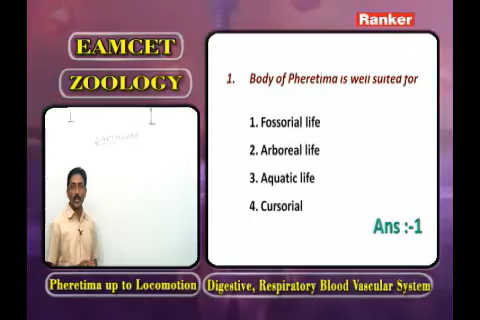 Ranker
EAMCET
ZOOLOGY
1. Body of Pheretima is well suited for
1. Fossorial life
2. Arboreal life
3. Aquatic life
4. Cursorial
Ans :-1
Pheretima up to Locomotion
Digestive, Respiratory Blood Vascular System